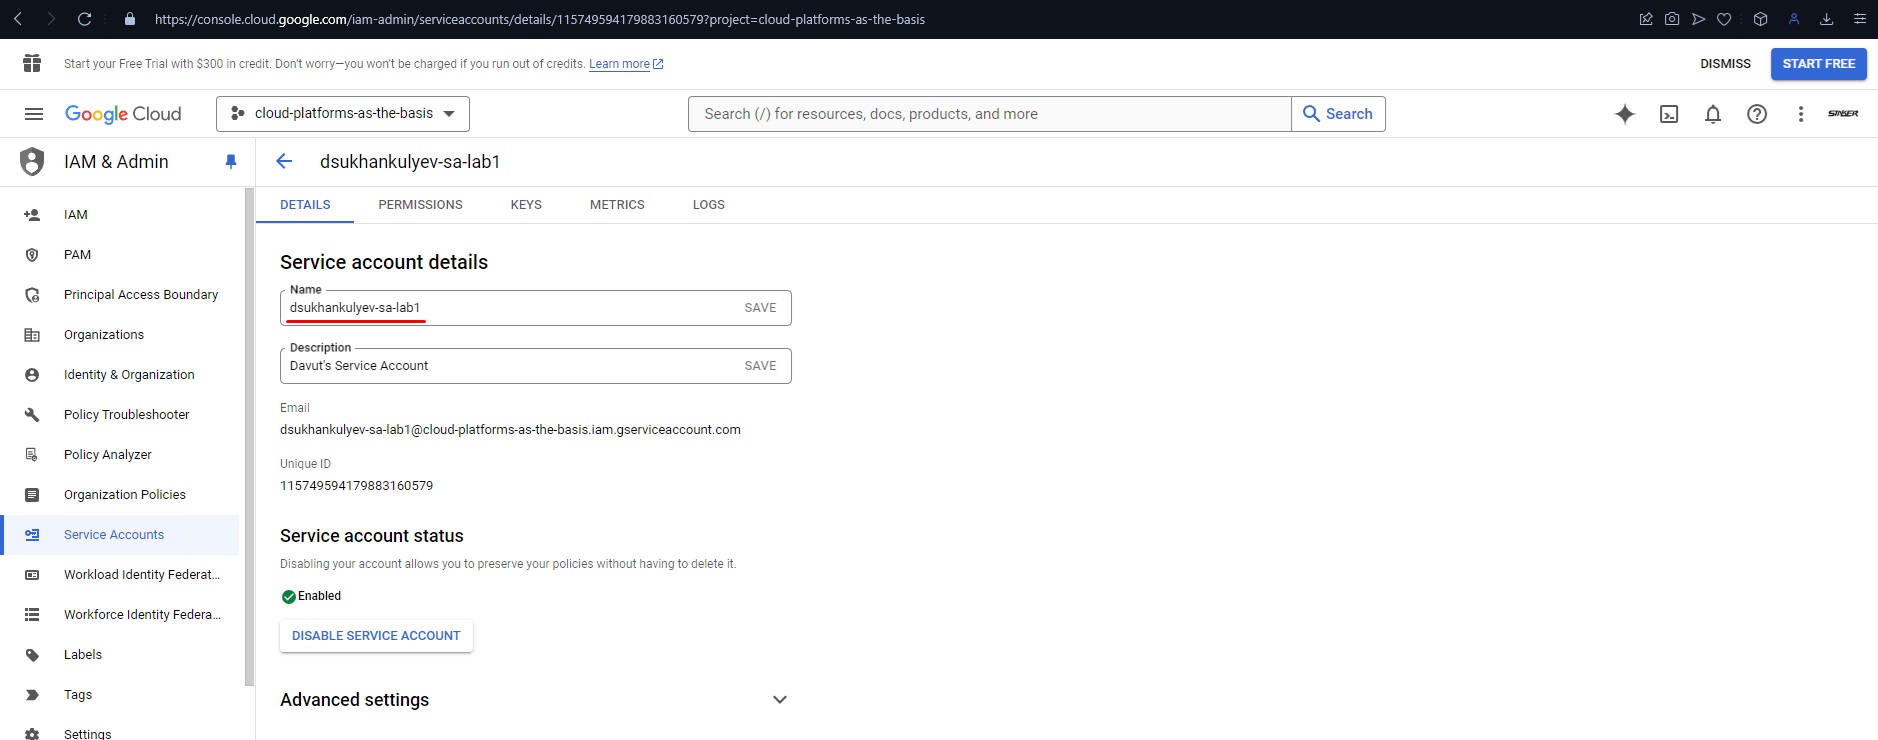 https://console.cloud.google.com/iam-admin/serviceaccounts/details/115749594179883160579?project=cloud-platforms-as-the-basis
Start your Free Trial with $300 in credit. Don't worry—you won't be charged if you run out of credits. Learn more
DISMISS
START FREE
Google Cloud
cloud-platforms-as-the-basis
Search (/) for resources, docs, products, and more
Search
IAM & Admin
dsukhankulyev-sa-lab1
DETAILS
PERMISSIONS
KEYS
METRICS
LOGS
IAM
PAM
Principal Access Boundary
Organizations
Identity & Organization
Policy Troubleshooter
Policy Analyzer
Organization Policies
Service Accounts
Workload Identity Federat...
Workforce Identity Federa...
Labels
Tags
Settings
Service account details
Name
dsukhankulyev-sa-lab1
SAVE
Description
Davut's Service Account
SAVE
Email
dsukhankulyev-sa-lab1@cloud-platforms-as-the-basis.iam.gserviceaccount.com
Unique ID
115749594179883160579
Service account status
Disabling your account allows you to preserve your policies without having to delete it.
Enabled
DISABLE SERVICE ACCOUNT
Advanced settings